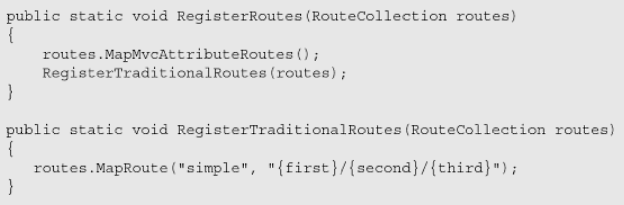 public static void RegisterRoutes(RouteCollection routes)
{
    routes.MapMvcAttributeRoutes();
    RegisterTraditionalRoutes(routes);
}

public static void RegisterTraditionalRoutes(RouteCollection routes)
{
   routes.MapRoute("simple", "{first}/{second}/{third}");
}